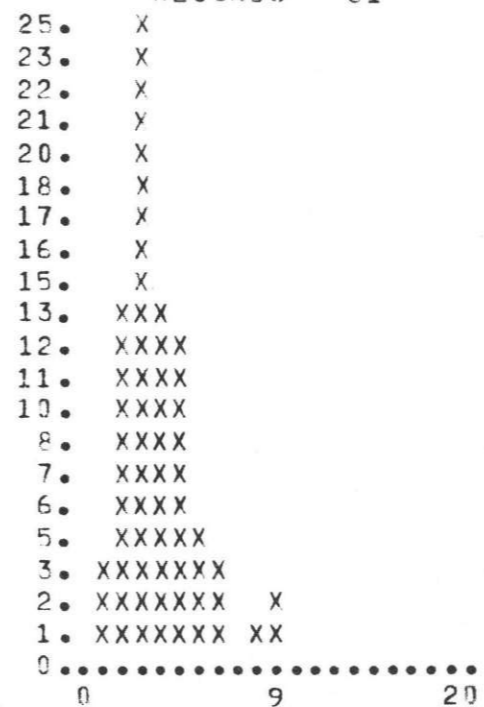 25. X
23. X
22. X
21. X
20. X
18. X
17. X
16. X
15. X
13. XXX
12. XXXX
11. XXXX
10. XXXX
8. XXXX
7. XXXX
6. XXXX
5. XXXXX
3. XXXXXXX
2. XXXXXXX X
1. XXXXXXX XX
0......................
0 9 20